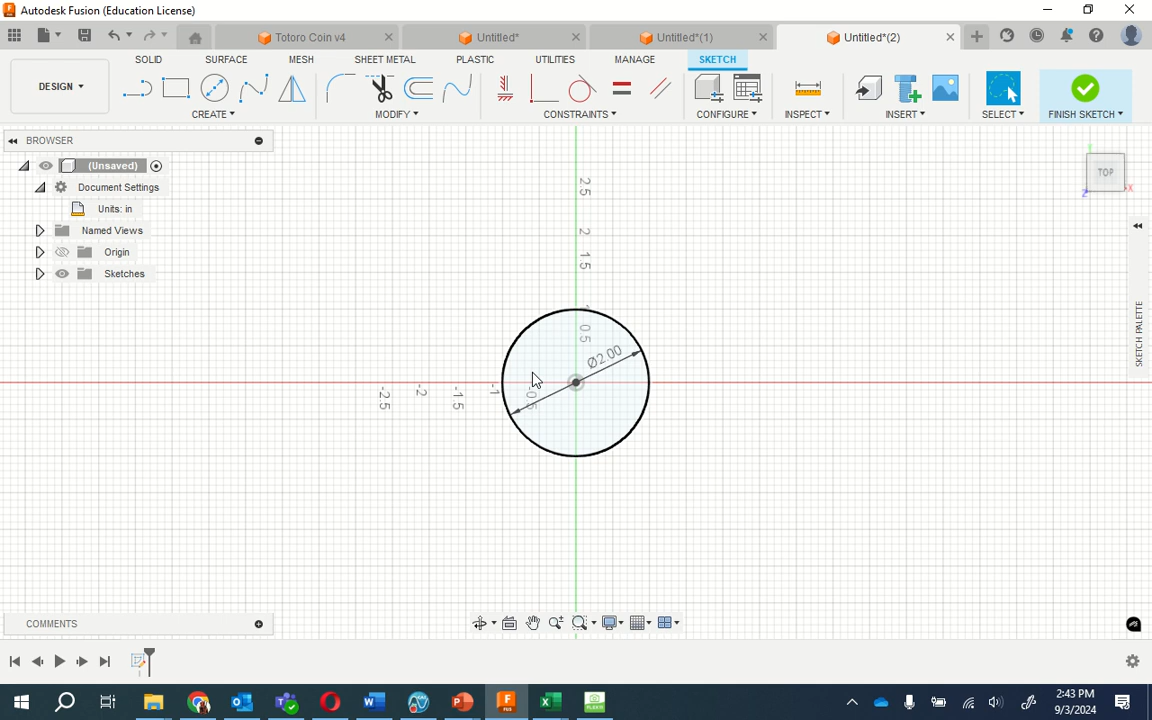 Autodesk Fusion (Education License)
Totoro Coin v4
Untitled*
Untitled*(1)
Untitled*(2)
DESIGN
SOLID
SURFACE
MESH
SHEET METAL
PLASTIC
UTILITIES
MANAGE
SKETCH
CREATE
MODIFY
CONSTRAINTS
CONFIGURE
INSPECT
INSERT
SELECT
FINISH SKETCH
BROWSER
(Unsaved)
Document Settings
Units: in
Named Views
Origin
Sketches
TOP
X
Z
SKETCH PALETTE
2.5
2
1.5
0.5
Ø2.00
-2.5
-2
-1.5
-1
-0.5
COMMENTS
2:43 PM
9/3/2024